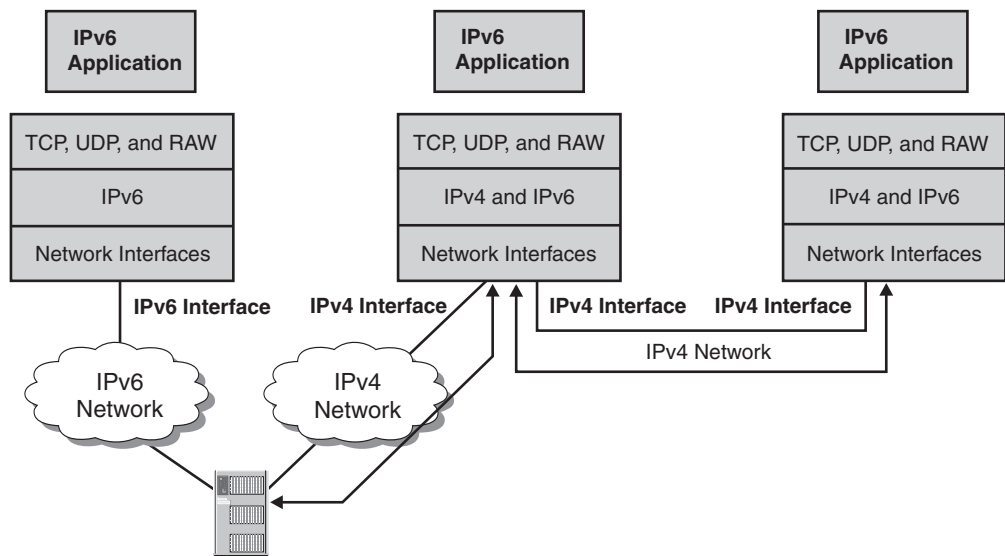 IPv6
Application
IPv6
Application
IPv6
Application
TCP, UDP, and RAW
TCP, UDP, and RAW
TCP, UDP, and RAW
IPv6
IPv4 and IPv6
IPv4 and IPv6
Network Interfaces
Network Interfaces
Network Interfaces
IPv6 Interface
IPv4 Interface
IPv4 Interface
IPv4 Interface
IPv4 Network
IPv6
Network
IPv4
Network